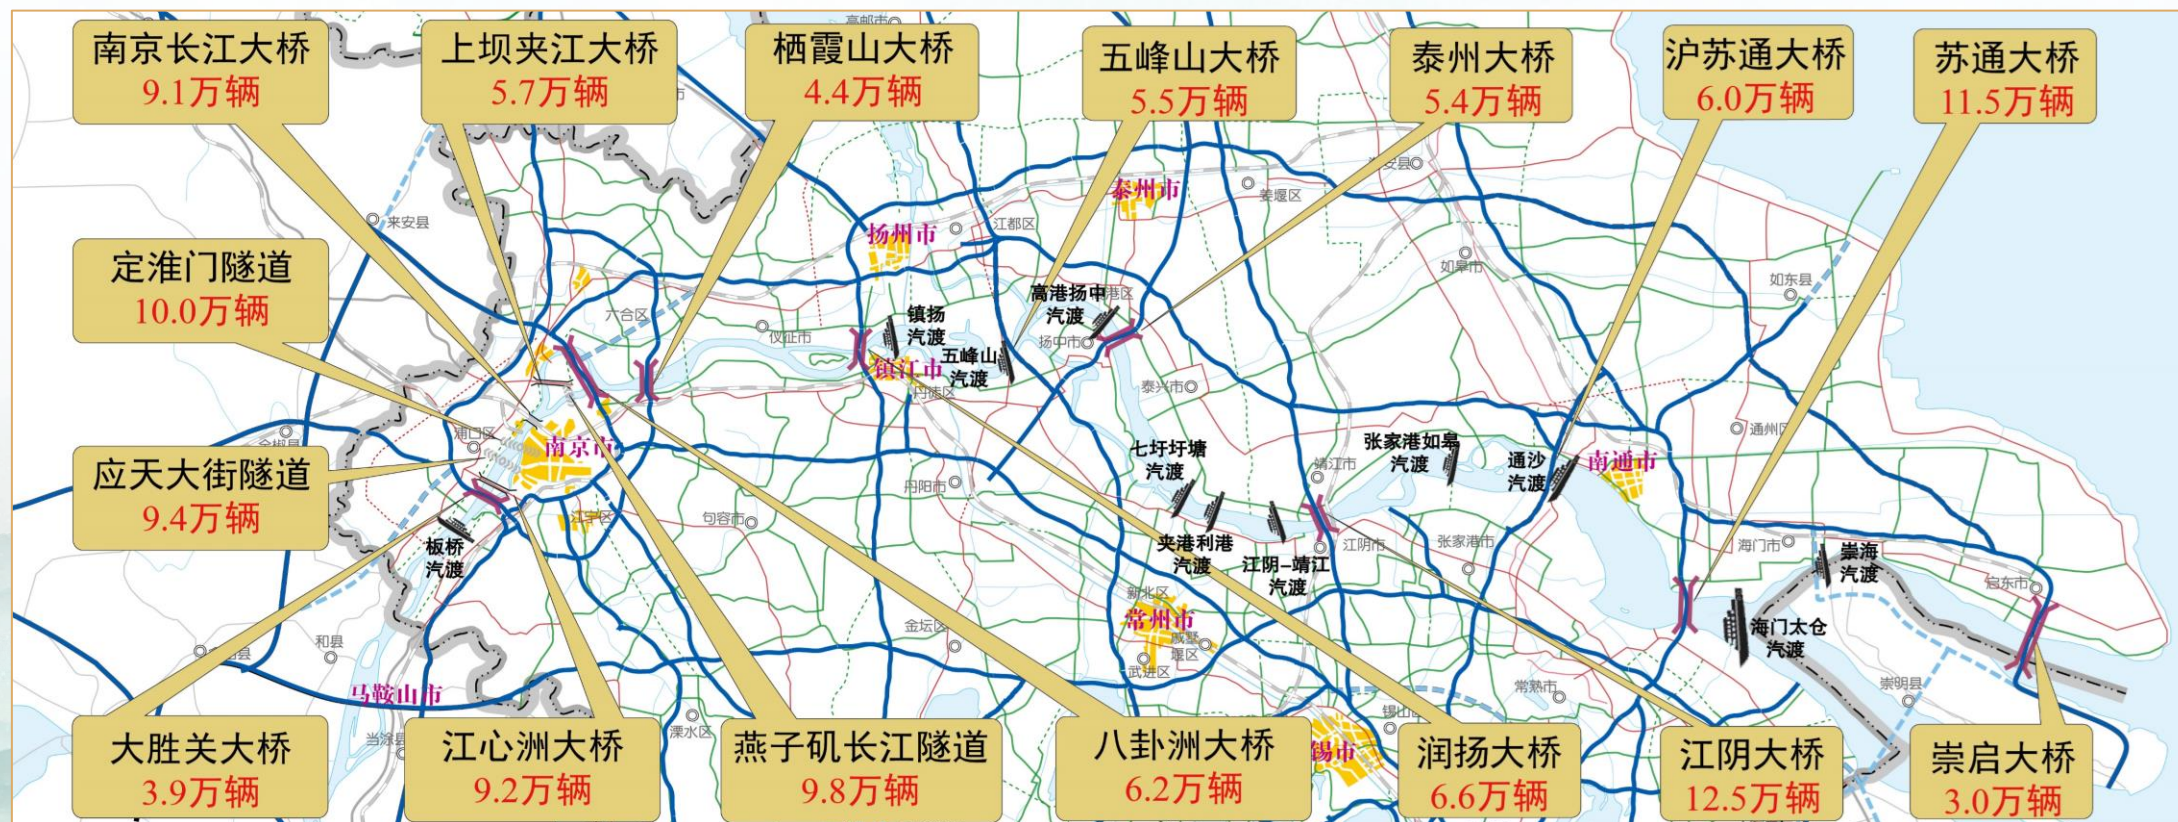 南京长江大桥
9.1万辆
上坝夹江大桥
5.7万辆
栖霞山大桥
4.4万辆
五峰山大桥
5.5万辆
泰州大桥
5.4万辆
沪苏通大桥
6.0万辆
苏通大桥
11.5万辆
定淮门隧道
10.0万辆
应天大街隧道
9.4万辆
高邮市
市
来安县
扬州市
江都区
泰州市
姜堰区
安县
如皋市
如东县
六合区
仪征市
镇扬
汽渡
五峰山
汽渡
高港扬中
汽渡
港区
扬中市
镇江市
丹徒区
泰兴市
浦口区
南京市
江宁区
板桥
汽渡
句容市
丹阳市
七圩圩塘
汽渡
夹港利港
汽渡
江阴-靖江
汽渡
靖江市
江阴市
张家港如皋
汽渡
张家港市
通沙
汽渡
南通市
通州区
海门市
崇海
汽渡
启东市
海门太仓
汽渡
崇明县
和县
县
马鞍山市
当涂县
溧水区
金坛区
新北区
常州市
戚墅
堰区
武进区
常熟市
锡山区
锡市
大胜关大桥
3.9万辆
江心洲大桥
9.2万辆
燕子矶长江隧道
9.8万辆
八卦洲大桥
6.2万辆
润扬大桥
6.6万辆
江阴大桥
12.5万辆
崇启大桥
3.0万辆